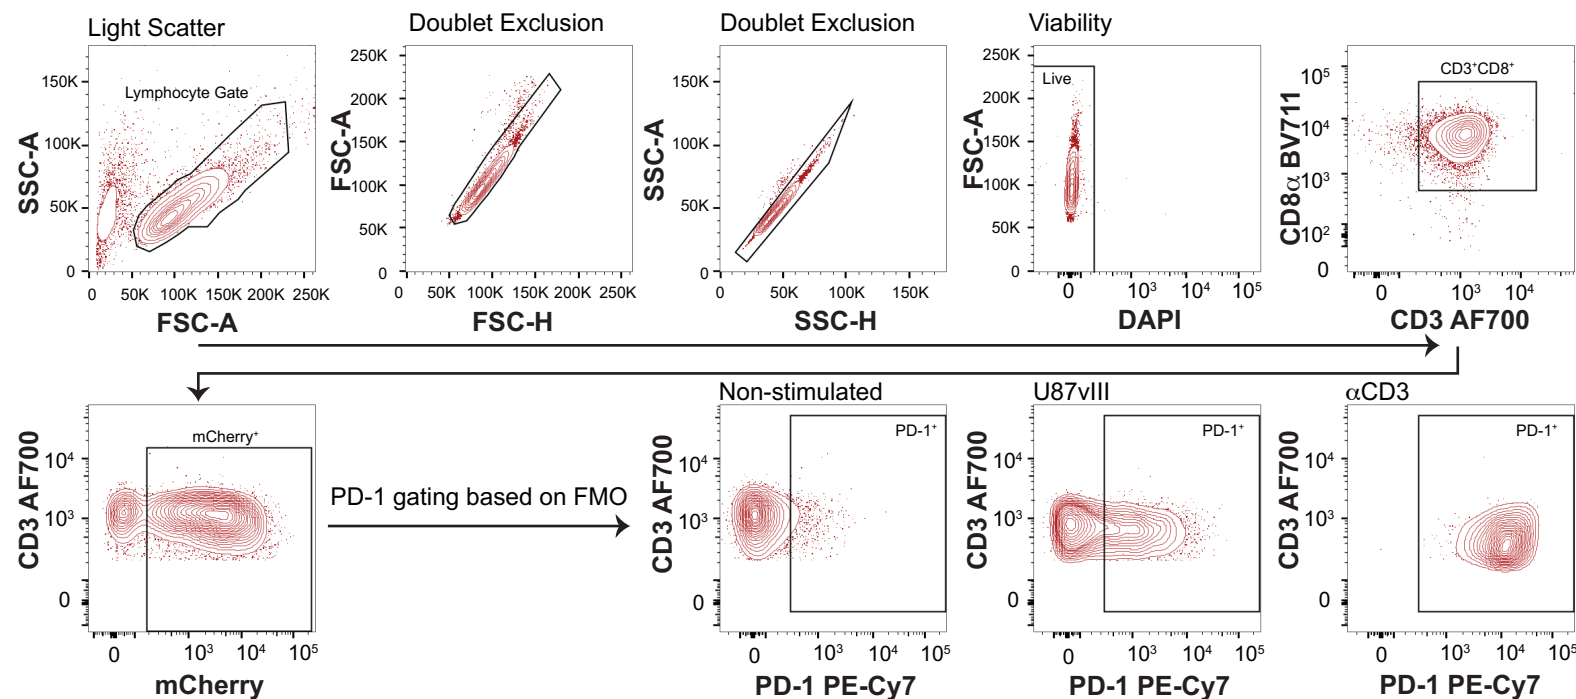 Light Scatter
SSC-A
150K
100K
50K
0
Lymphocyte Gate
0 50K 100K 150K 200K 250K
FSC-A
Doublet Exclusion
FSC-A
250K
200K
150K
100K
50K
0
0 50K 100K 150K 200K 250K
FSC-H
Doublet Exclusion
SSC-A
150K
100K
50K
0
0 50K 100K 150K
SSC-H
Viability
FSC-A
250K
200K
150K
100K
50K
0
Live
0 10³ 10⁴ 10⁵
DAPI
CD8α BV711
10⁵
10⁴
10³
10²
0
CD3⁺CD8⁺
0 10³ 10⁴
CD3 AF700
CD3 AF700
10⁴
10³
0
mCherry⁺
0 10³ 10⁴ 10⁵
mCherry
PD-1 gating based on FMO
Non-stimulated
CD3 AF700
10⁴
10³
0
PD-1⁺
0 10³ 10⁴ 10⁵
PD-1 PE-Cy7
U87vIII
CD3 AF700
10⁴
10³
0
PD-1⁺
0 10³ 10⁴ 10⁵
PD-1 PE-Cy7
αCD3
CD3 AF700
10⁴
10³
0
PD-1⁺
0 10³ 10⁴ 10⁵
PD-1 PE-Cy7